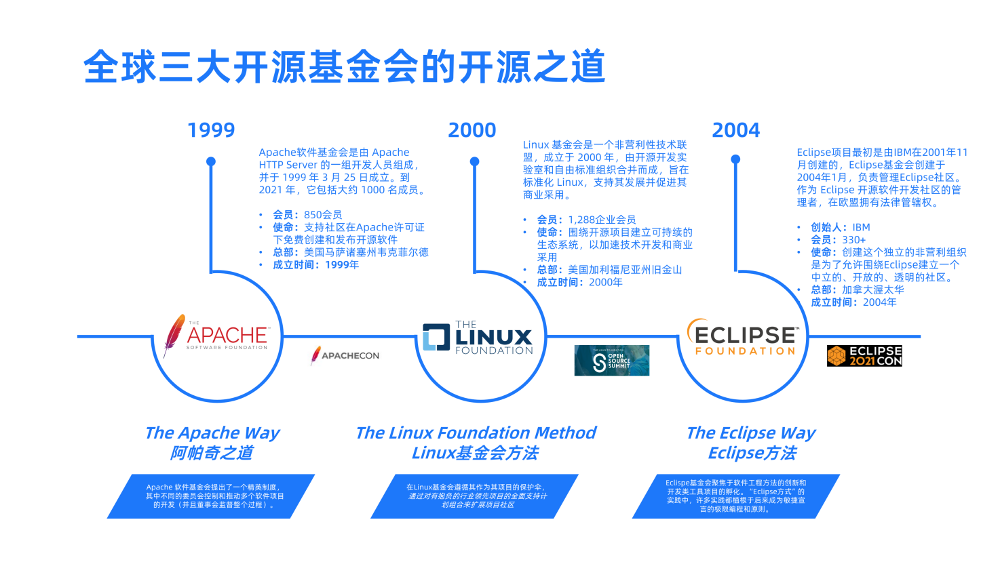 全球三大开源基金会的开源之道
1999
Apache软件基金会是由 Apache
HTTP Server 的一组开发人员组成，
并于 1999 年 3 月 25 日成立。到
2021 年，它包括大约 1000 名成员。
• 会员：850会员
• 使命：支持社区在Apache许可证
下免费创建和发布开源软件
• 总部：美国马萨诸塞州韦克菲尔德
• 成立时间：1999年
THE
APACHE™
SOFTWARE FOUNDATION
APACHECON
The Apache Way
阿帕奇之道
Apache 软件基金会提出了一个精英制度，
其中不同的委员会控制和推动多个软件项目
的开发（并且董事会监督整个过程）。
2000
Linux 基金会是一个非营利性技术联
盟，成立于 2000 年，由开源开发实
验室和自由标准组织合并而成，旨在
标准化 Linux，支持其发展并促进其
商业采用。
• 会员：1,288企业会员
• 使命：围绕开源项目建立可持续的
生态系统，以加速技术开发和商业
采用
• 总部：美国加利福尼亚州旧金山
• 成立时间：2000年
THE
LINUX
FOUNDATION
THE LINUX FOUNDATION
OPEN
SOURCE
SUMMIT
The Linux Foundation Method
Linux基金会方法
在Linux基金会遵循其作为其项目的保护伞，
通过对有抱负的行业领先项目的全面支持计
划组合来扩展项目社区
2004
Eclipse项目最初是由IBM在2001年11
月创建的，Eclipse基金会创建于
2004年1月，负责管理Eclipse社区。
作为 Eclipse 开源软件开发社区的管
理者，在欧盟拥有法律管辖权。
• 创始人：IBM
• 会员：330+
• 使命：创建这个独立的非营利组织
是为了允许围绕Eclipse建立一个
中立的、开放的、透明的社区。
• 总部：加拿大渥太华
• 成立时间：2004年
ECLIPSE™
FOUNDATION
ECLIPSE
2021 CON
The Eclipse Way
Eclipse方法
Eclispe基金会聚焦于软件工程方法的创新和
开发类工具项目的孵化。“Eclipse方式”的
实践中，许多实践都植根于后来成为敏捷宣
言的极限编程和原则。